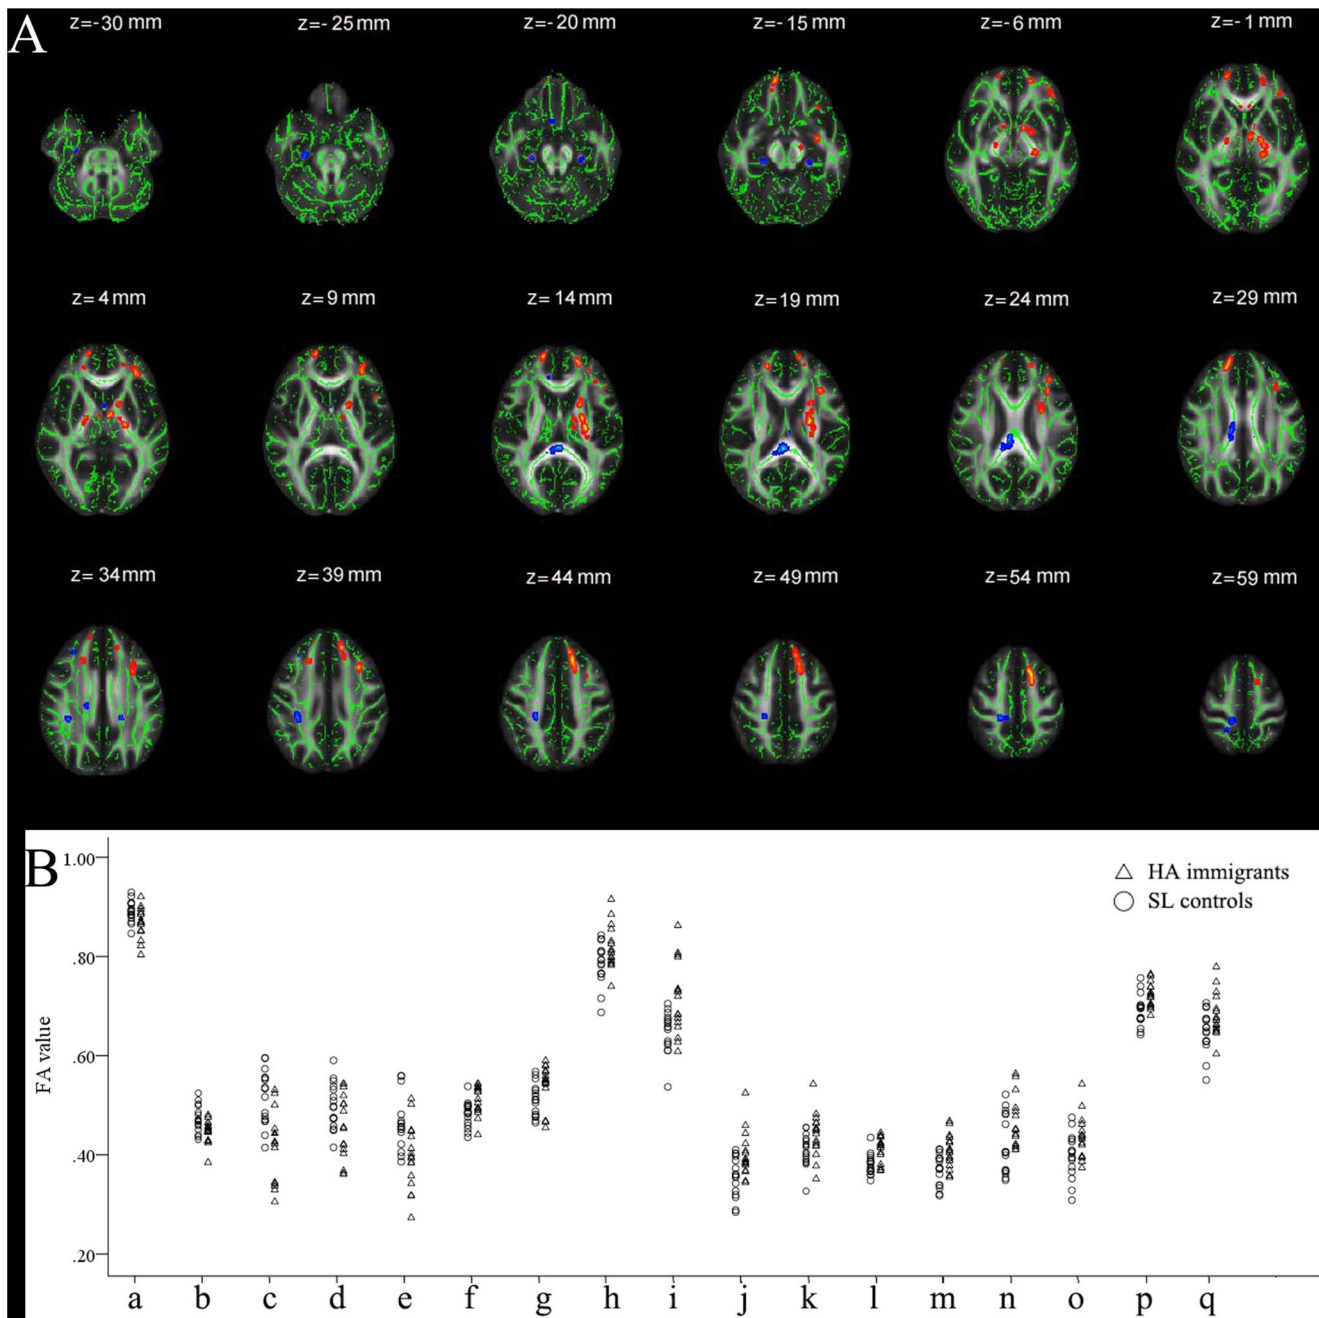 A
z=-30 mm z=-25 mm z=-20 mm z=-15 mm z=-6 mm z=-1 mm
z=4 mm z=9 mm z=14 mm z=19 mm z=24 mm z=29 mm
z=34mm z=39 mm z=44 mm z=49 mm z=54 mm z=59 mm
B
1.00
.80
.60
.40
.20
FA value
HA immigrants
SL controls
a b c d e f g h i j k l m n o p q